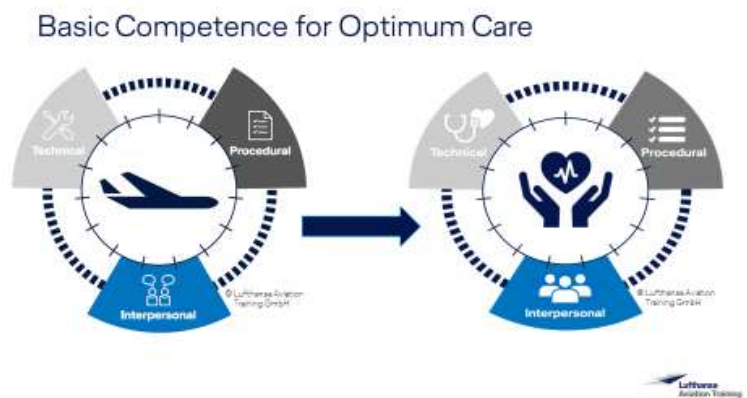 Basic Competence for Optimum Care
Technical
Procedural
Interpersonal
© Lufthansa Aviation
Training GmbH
Technical
Procedural
Interpersonal
© Lufthansa Aviation
Training GmbH
Lufthansa
Aviation Training